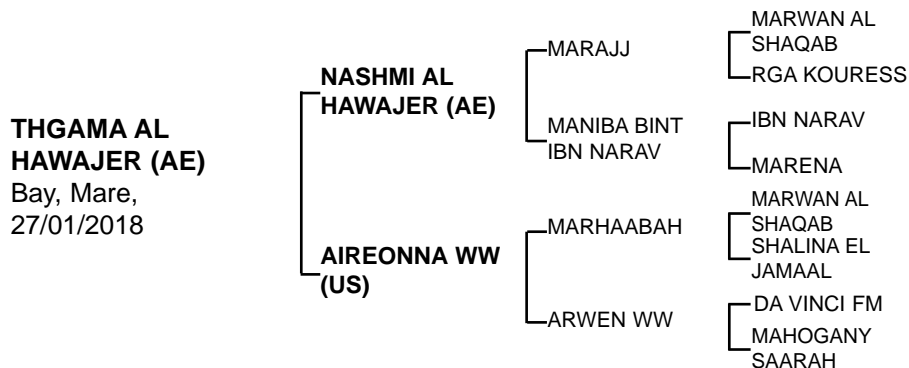 THGAMA AL
HAWAJER (AE)
Bay, Mare,
27/01/2018
NASHMI AL
HAWAJER (AE)
AIREONNA WW
(US)
MARAJJ
MANIBA BINT
IBN NARAV
MARHAABAH
ARWEN WW
MARWAN AL
SHAQAB
RGA KOURESS
IBN NARAV
MARENA
MARWAN AL
SHAQAB
SHALINA EL
JAMAAL
DA VINCI FM
MAHOGANY
SAARAH